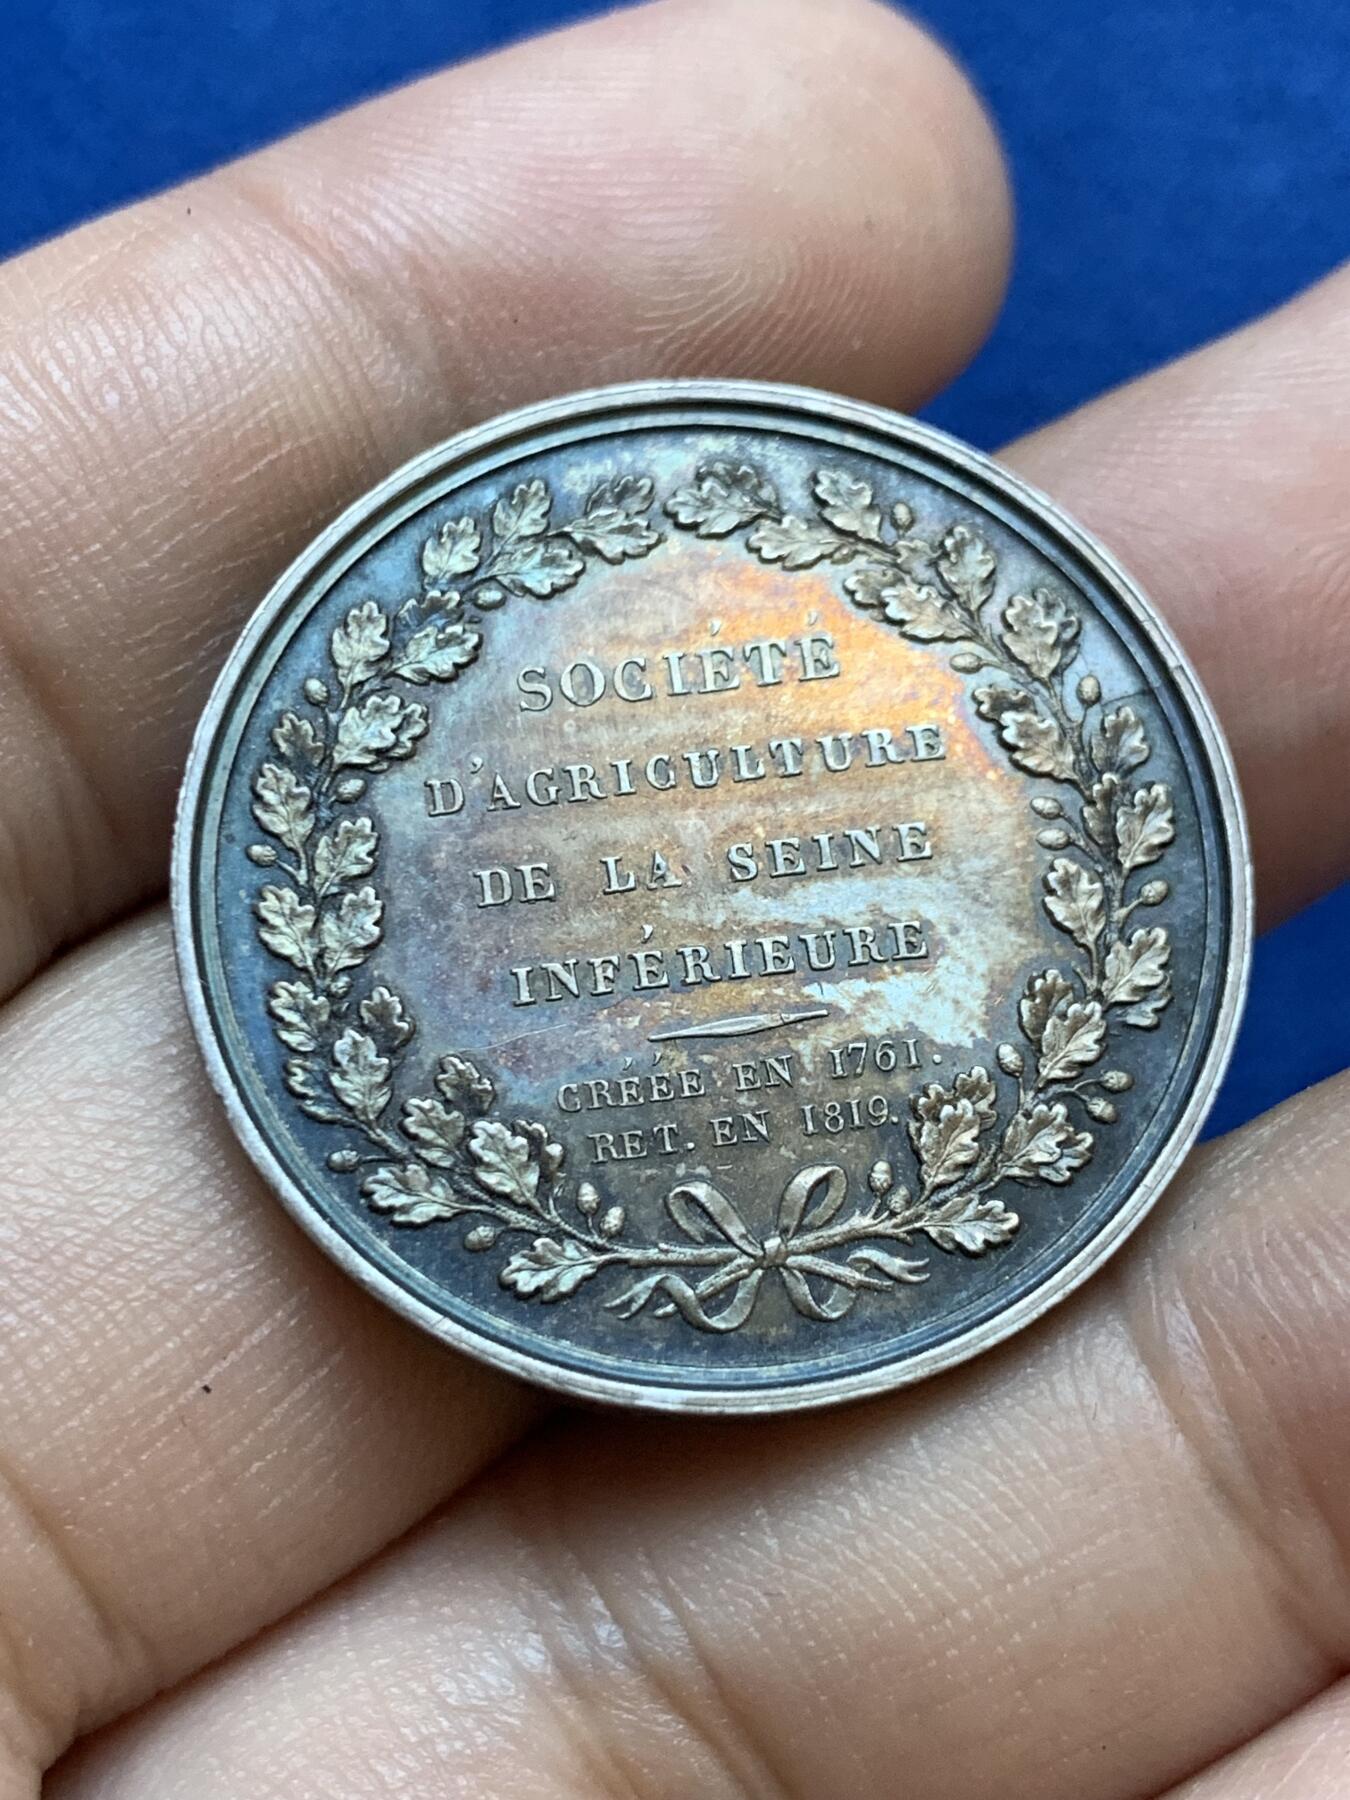 SOCIÉTÉ
D'AGRICULTURE
DE LA SEINE
INFÉRIEURE
CRÉÉE EN 1761.
RET. EN 1819.